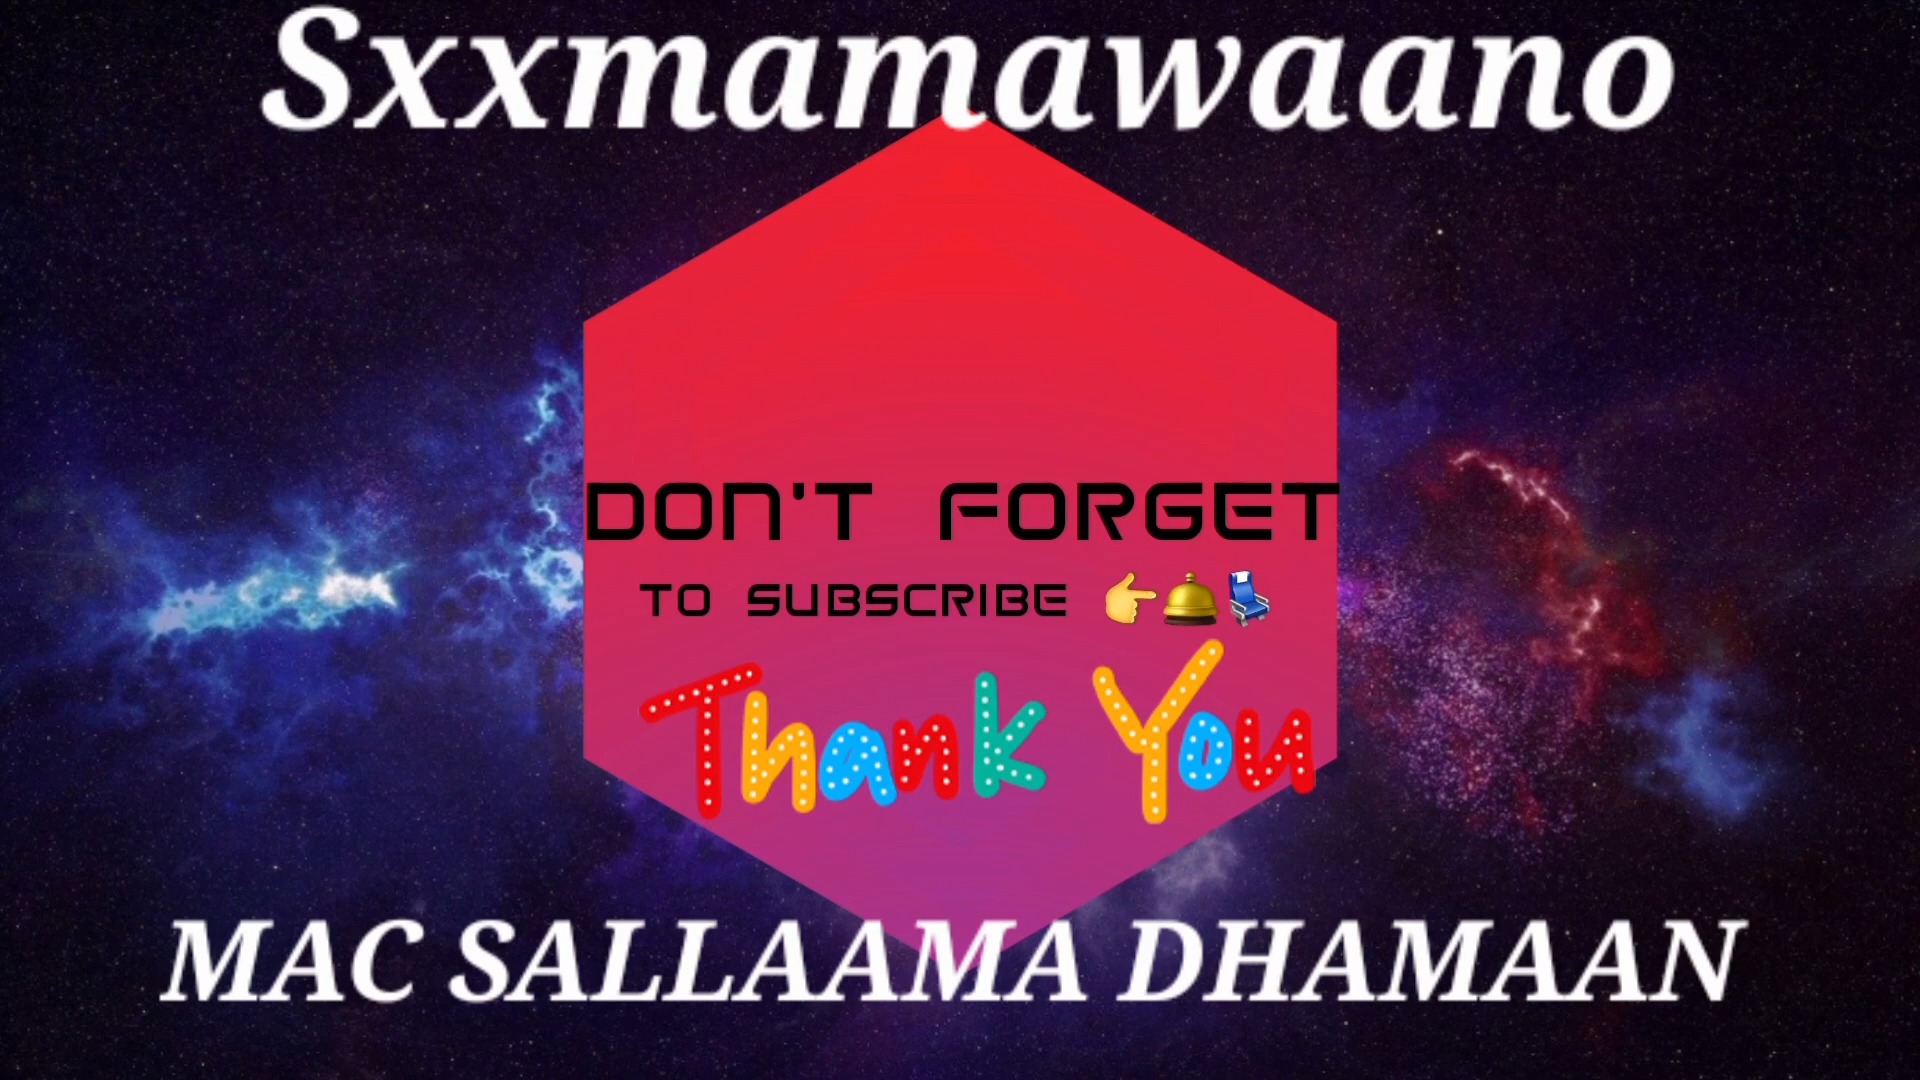 Sxxmamawaano
DON'T FORGET
TO SUBSCRIBE 👉🛎💺
Thank You
MAC SALLAAMA DHAMAAN